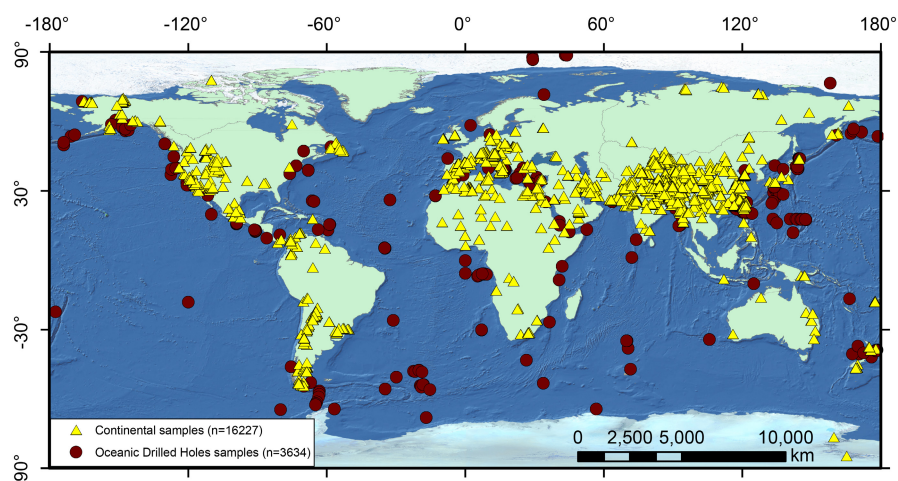 -180° -120° -60° 0° 60° 120° 180°
90°
30°
-30°
90°
Continental samples (n=16227)
Oceanic Drilled Holes samples (n=3634)
0 2,500 5,000 10,000
km